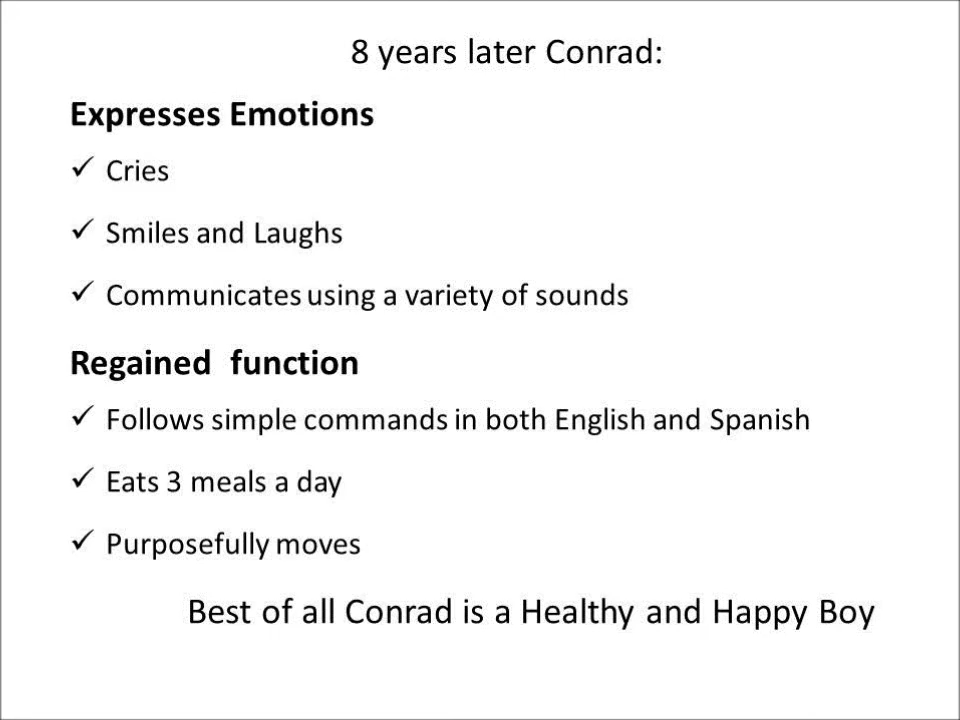 8 years later Conrad:
Expresses Emotions
✓ Cries
✓ Smiles and Laughs
✓ Communicates using a variety of sounds
Regained function
✓ Follows simple commands in both English and Spanish
✓ Eats 3 meals a day
✓ Purposefully moves
Best of all Conrad is a Healthy and Happy Boy